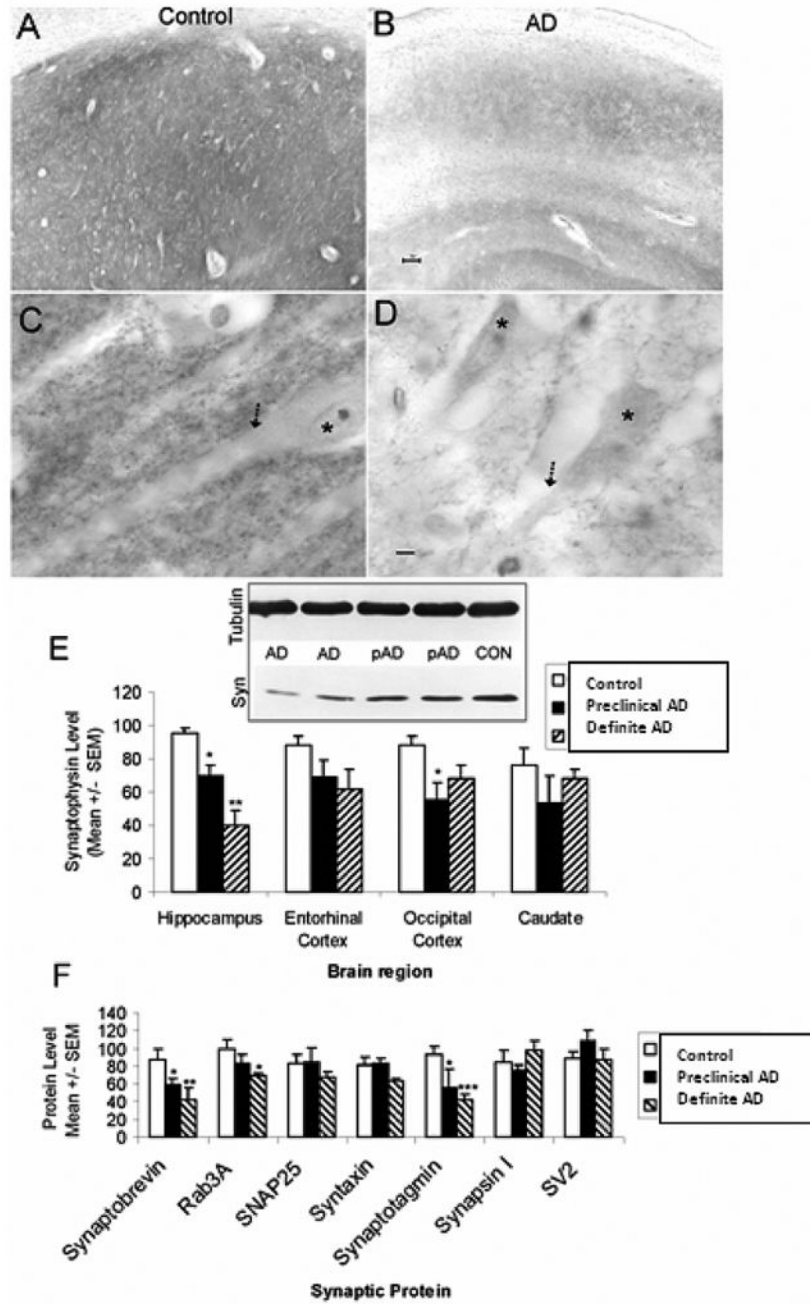 A
Control
B
AD
C
*
D
*
*
Tubulin
AD AD pAD pAD CON
Syn
E
Synaptophysin Level
(Mean +/- SEM)
120
100
80
60
40
20
0
*
**
*
Control
Preclinical AD
Definite AD
Hippocampus
Entorhinal
Cortex
Occipital
Cortex
Caudate
Brain region
F
Protein Level
Mean +/- SEM
140
120
100
80
60
40
20
0
*
**
*
*
***
Control
Preclinical AD
Definite AD
Synaptobrevin
Rab3A
SNAP25
Syntaxin
Synaptotagmin
Synapsin I
SV2
Synaptic Protein